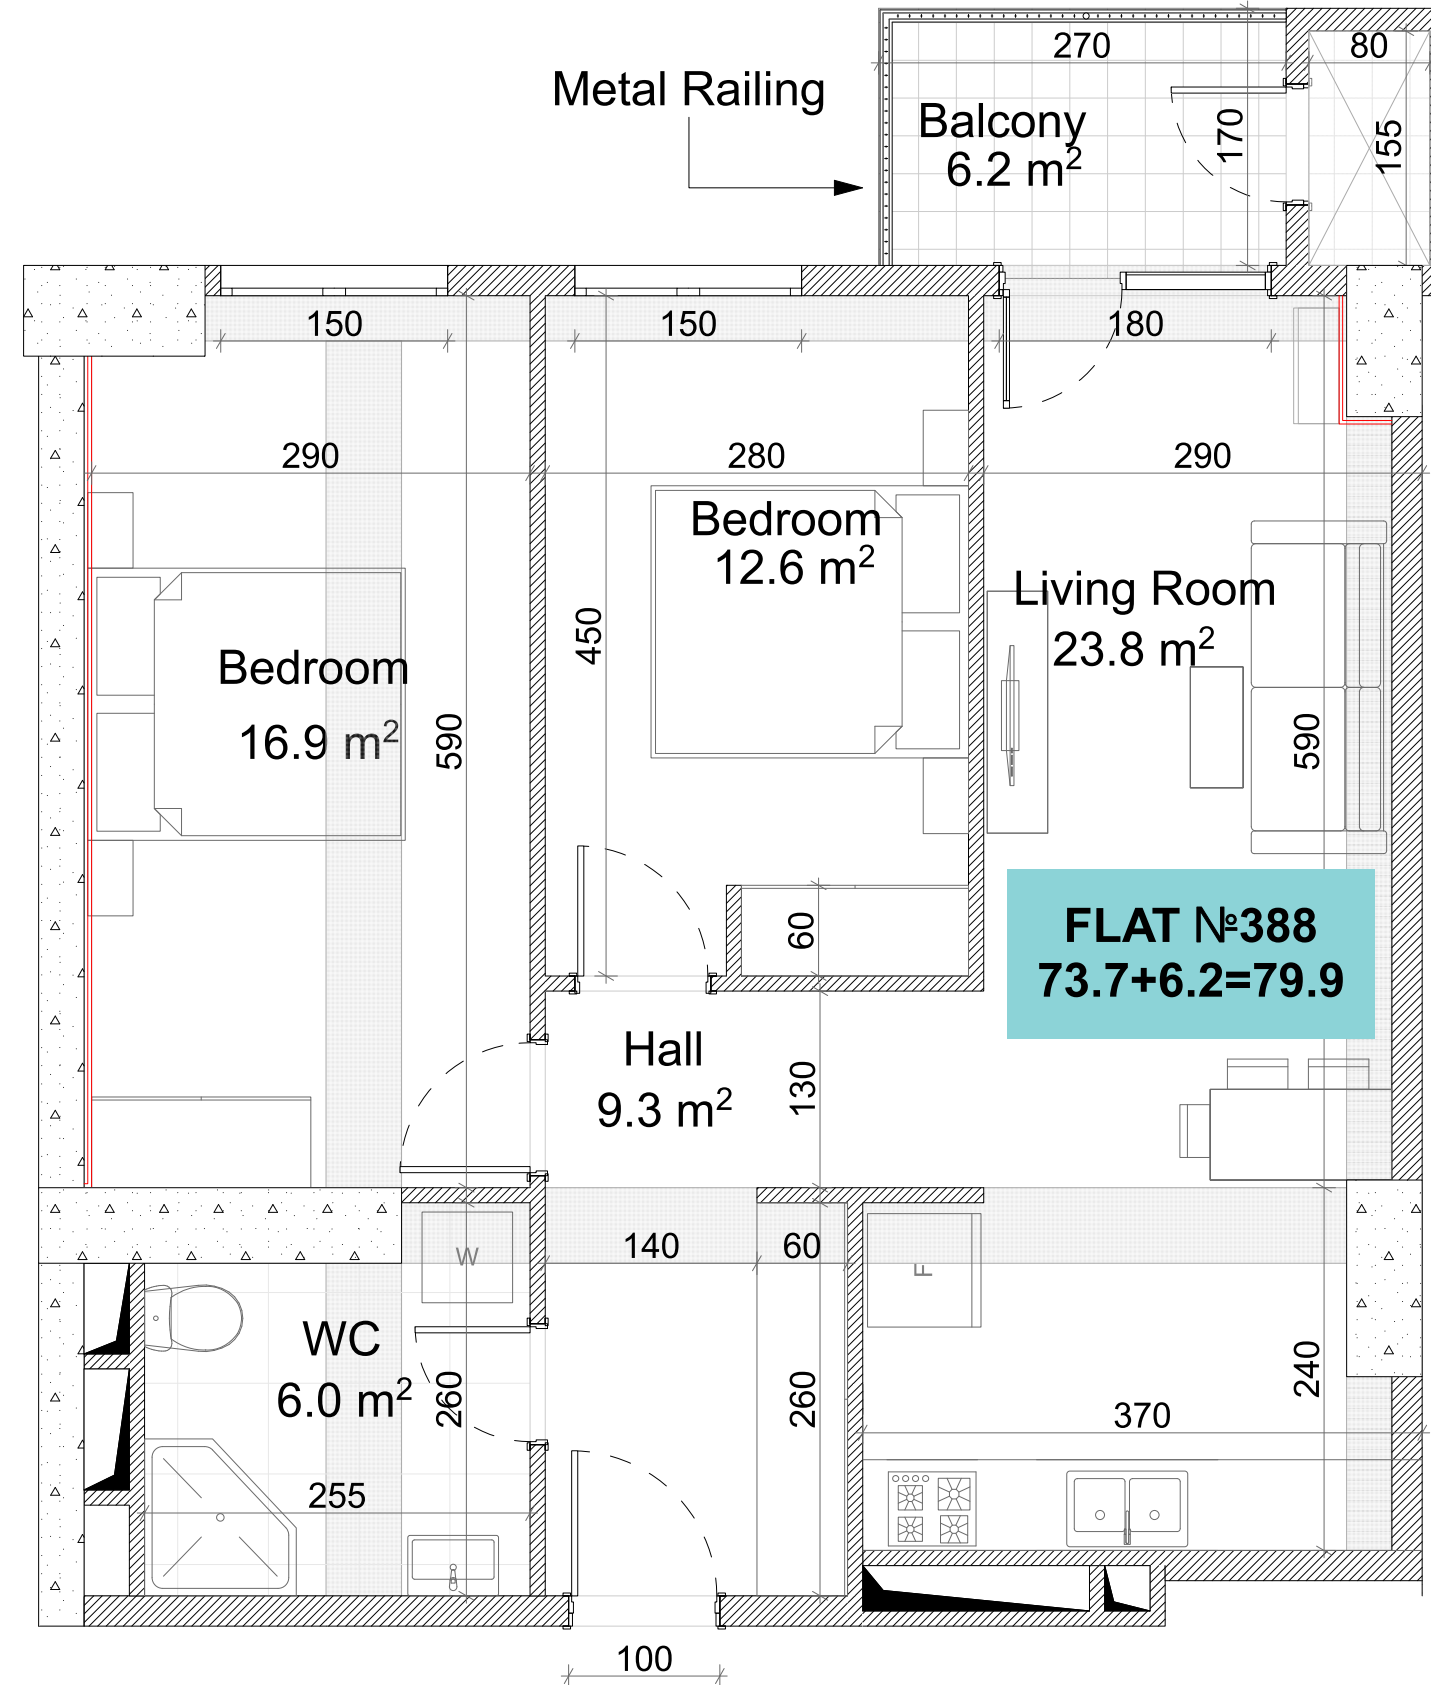 270
80
Metal Railing
Balcony
6.2 m²
170
155
150
150
180
290
280
290
Bedroom
12.6 m²
Living Room
23.8 m²
450
Bedroom
16.9 m²
590
590
60
FLAT №388
73.7+6.2=79.9
Hall
9.3 m²
130
140
60
W
F
WC
6.0 m²
260
260
240
370
255
100